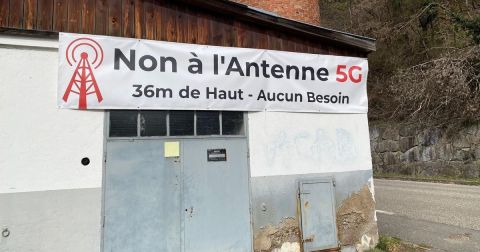 Non à l'Antenne 5G
36m de Haut - Aucun Besoin